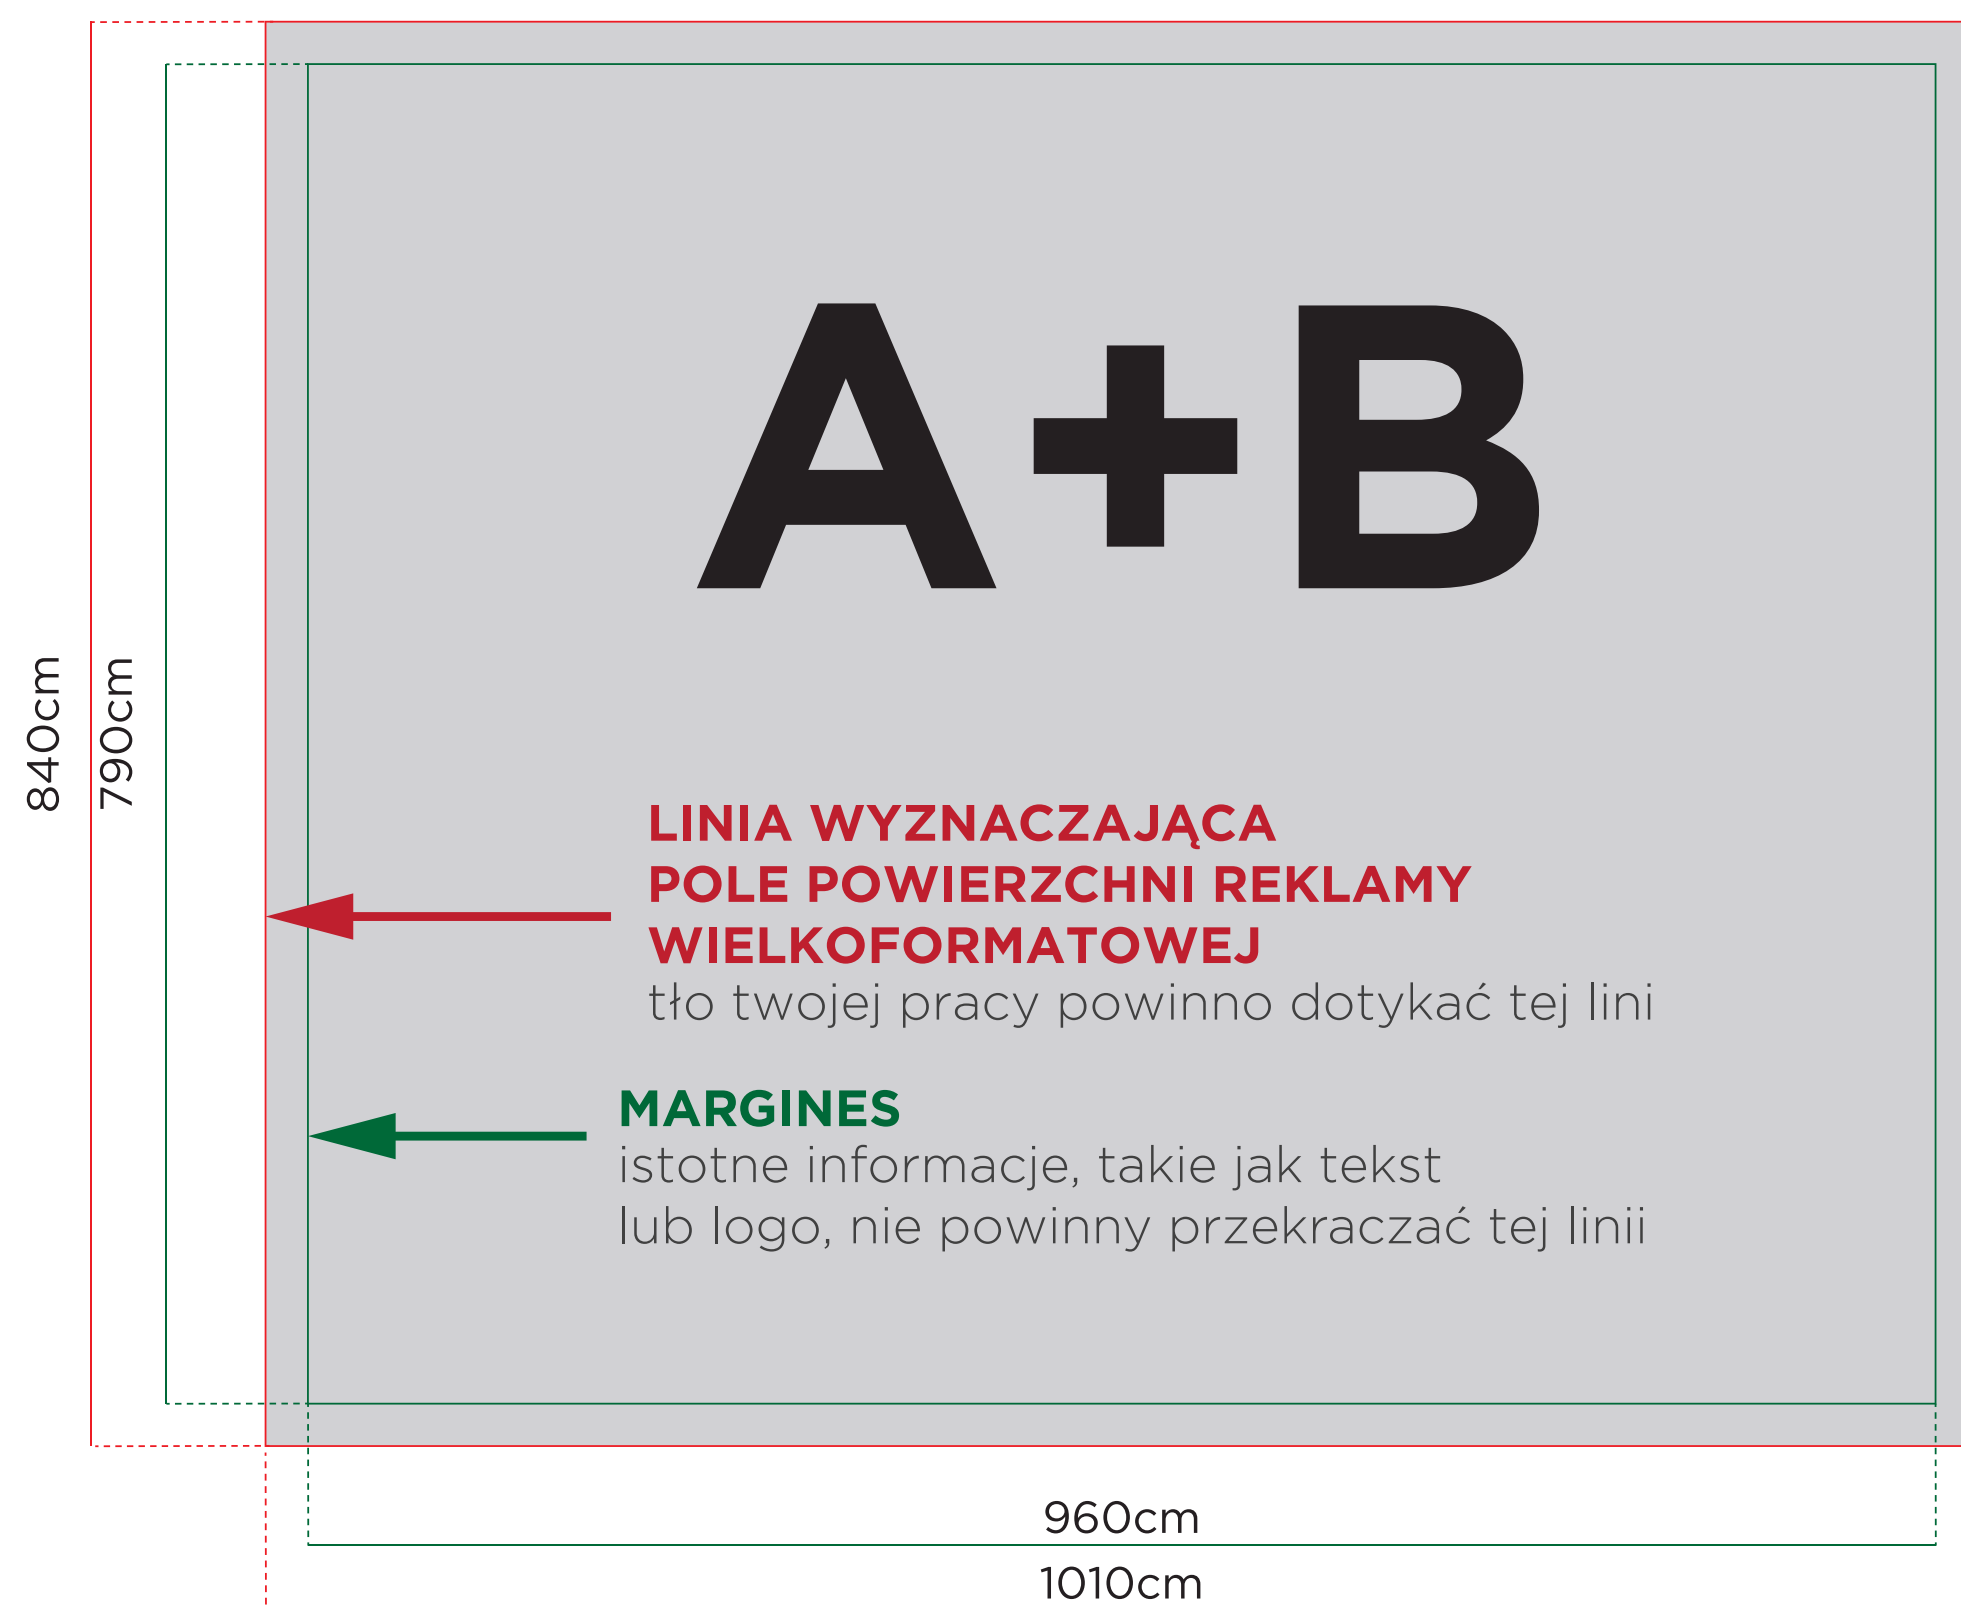 A+B
840cm
790cm
LINIA WYZNACZAJĄCA
POLE POWIERZCHNI REKLAMY
WIELKOFORMATOWEJ
tło twojej pracy powinno dotykać tej lini
MARGINES
istotne informacje, takie jak tekst
lub logo, nie powinny przekraczać tej linii
960cm
1010cm